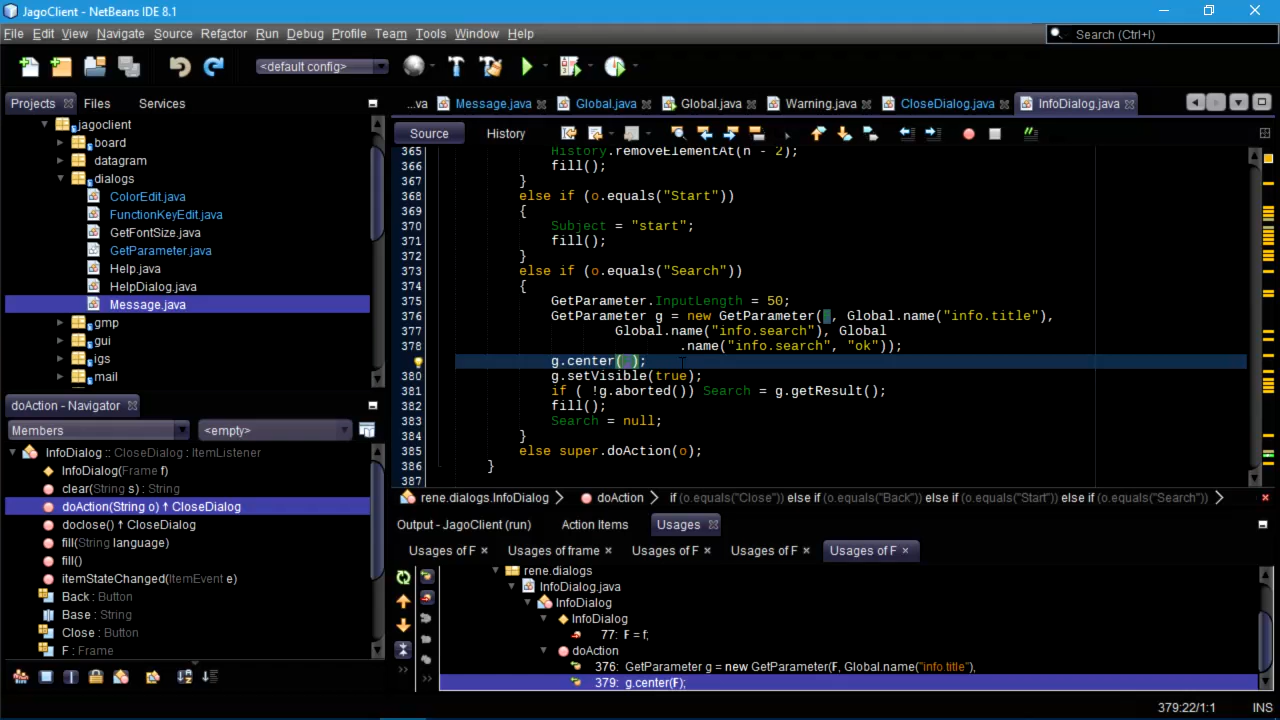 JagoClient - NetBeans IDE 8.1
File Edit View Navigate Source Refactor Run Debug Profile Team Tools Window Help
Search (Ctrl+I)
<default config>
Projects Files Services
...va Message.java Global.java Global.java Warning.java CloseDialog.java InfoDialog.java
Source History
jagoclient
board
datagram
dialogs
ColorEdit.java
FunctionKeyEdit.java
GetFontSize.java
GetParameter.java
Help.java
HelpDialog.java
Message.java
gmp
gui
igs
mail
365 History.removeElementAt(n - 2);
366 fill();
367 }
368 else if (o.equals("Start"))
369 {
370 Subject = "start";
371 fill();
372 }
373 else if (o.equals("Search"))
374 {
375 GetParameter.InputLength = 50;
376 GetParameter g = new GetParameter( , Global.name("info.title"),
377 Global.name("info.search"), Global
378 .name("info.search", "ok"));
g.center( );
380 g.setVisible(true);
381 if ( !g.aborted()) Search = g.getResult();
382 fill();
383 Search = null;
384 }
385 else super.doAction(o);
386 }
387
doAction - Navigator
Members <empty>
InfoDialog :: CloseDialog : ItemListener
InfoDialog(Frame f)
clear(String s) : String
doAction(String o) ↑ CloseDialog
doclose() ↑ CloseDialog
fill(String language)
fill()
itemStateChanged(ItemEvent e)
Back : Button
Base : String
Close : Button
F : Frame
rene.dialogs.InfoDialog doAction if (o.equals("Close")) else if (o.equals("Back")) else if (o.equals("Start")) else if (o.equals("Search"))
Output - JagoClient (run) Action Items Usages
Usages of F Usages of frame Usages of F Usages of F Usages of F
rene.dialogs
InfoDialog.java
InfoDialog
InfoDialog
77: F = f;
doAction
376: GetParameter g = new GetParameter(F, Global.name("info.title"),
379: g.center(F);
379:22/1:1 INS